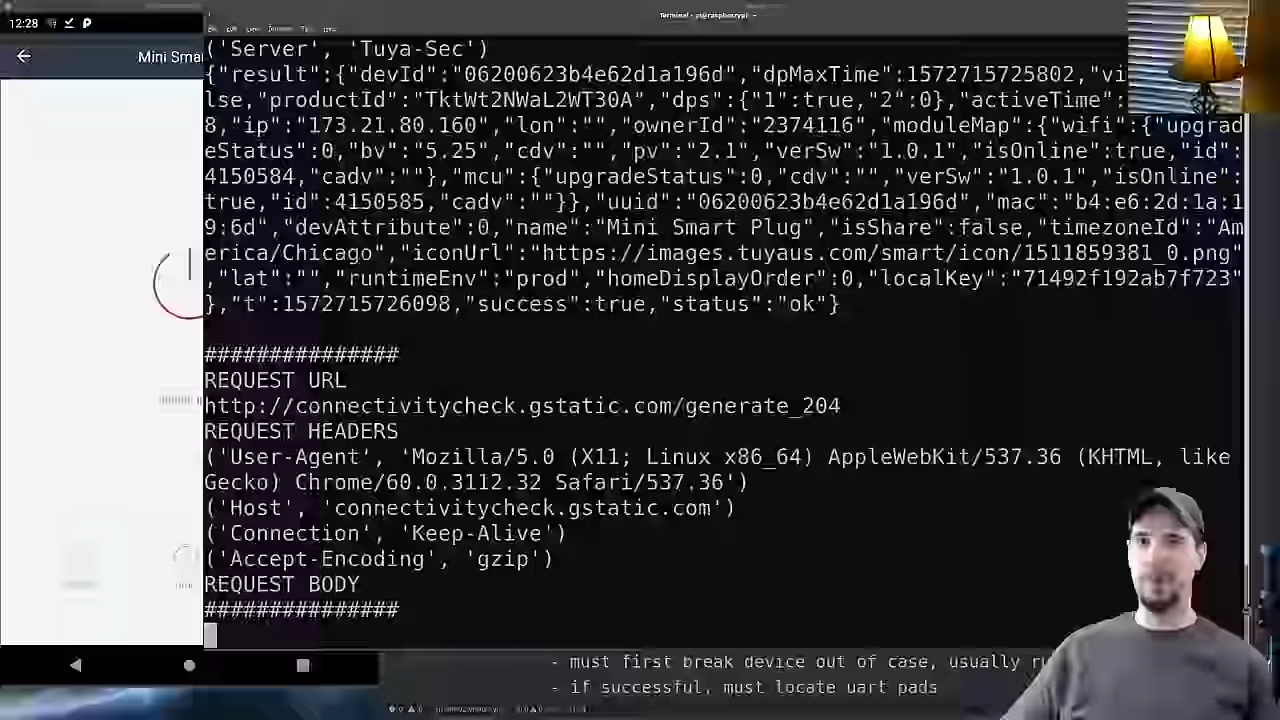 12:28
Mini Sma
Terminal - pi@raspberrypi: ~
('Server', 'Tuya-Sec')
{"result":{"devId":"06200623b4e62d1a196d","dpMaxTime":1572715725802,"vi
lse,"productId":"TktWt2NWaL2WT30A","dps":{"1":true,"2":0},"activeTime":
8,"ip":"173.21.80.160","lon":"","ownerId":"2374116","moduleMap":{"wifi":{"upgrad
eStatus":0,"bv":"5.25","cdv":"","pv":"2.1","verSw":"1.0.1","isOnline":true,"id":
4150584,"cadv":""},"mcu":{"upgradeStatus":0,"cdv":"","verSw":"1.0.1","isOnline":
true,"id":4150585,"cadv":""}},"uuid":"06200623b4e62d1a196d","mac":"b4:e6:2d:1a:1
9:6d","devAttribute":0,"name":"Mini Smart Plug","isShare":false,"timezoneId":"Am
erica/Chicago","iconUrl":"https://images.tuyaus.com/smart/icon/1511859381_0.png"
,"lat":"","runtimeEnv":"prod","homeDisplayOrder":0,"localKey":"71492f192ab7f723"
},"t":1572715726098,"success":true,"status":"ok"}
###############
REQUEST URL
http://connectivitycheck.gstatic.com/generate_204
REQUEST HEADERS
('User-Agent', 'Mozilla/5.0 (X11; Linux x86_64) AppleWebKit/537.36 (KHTML, like
Gecko) Chrome/60.0.3112.32 Safari/537.36')
('Host', 'connectivitycheck.gstatic.com')
('Connection', 'Keep-Alive')
('Accept-Encoding', 'gzip')
REQUEST BODY
###############
- must first break device out of case, usually ru
- if successful, must locate uart pads